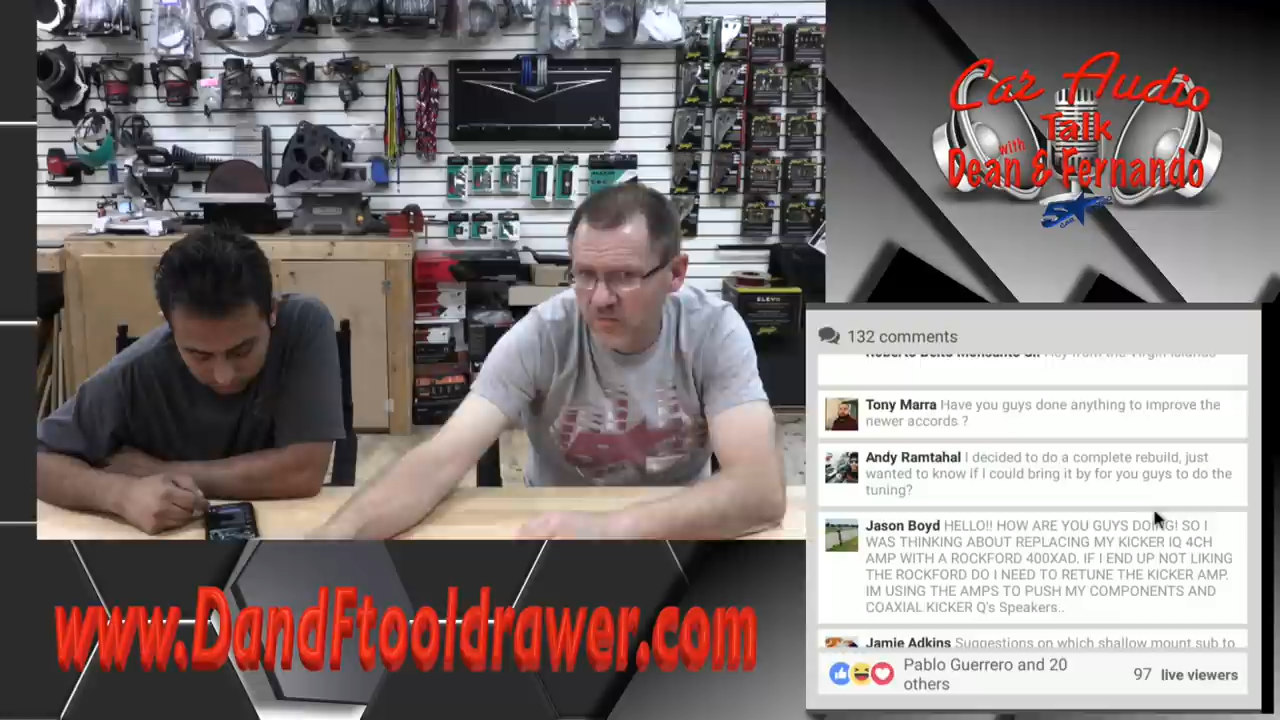 Car Audio
Talk
with
Dean & Fernando
132 comments
Tony Marra Have you guys done anything to improve the
newer accords ?
Andy Ramtahal I decided to do a complete rebuild, just
wanted to know if I could bring it by for you guys to do the
tuning?
Jason Boyd HELLO!! HOW ARE YOU GUYS DOING! SO I
WAS THINKING ABOUT REPLACING MY KICKER IQ 4CH
AMP WITH A ROCKFORD 400XAD. IF I END UP NOT LIKING
THE ROCKFORD DO I NEED TO RETUNE THE KICKER AMP.
IM USING THE AMPS TO PUSH MY COMPONENTS AND
COAXIAL KICKER Q's Speakers..
Jamie Adkins Suggestions on which shallow mount sub to
Pablo Guerrero and 20
others
97 live viewers
www.DandFtooldrawer.com